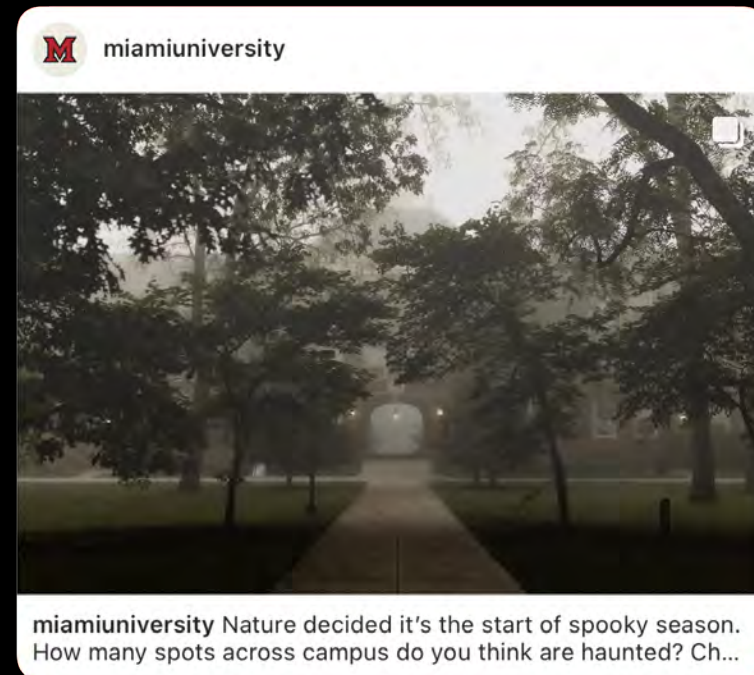 M
miamiuniversity
miamiuniversity Nature decided it's the start of spooky season.
How many spots across campus do you think are haunted? Ch...